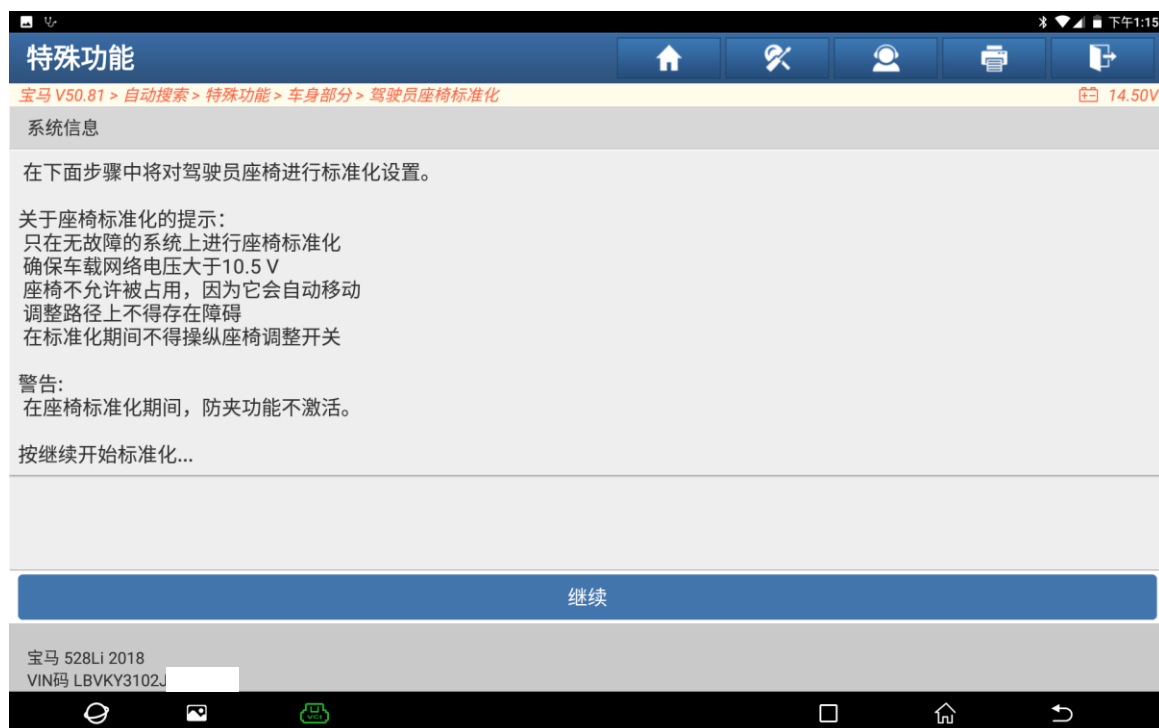 下午1:15
特殊功能
宝马 V50.81 > 自动搜索 > 特殊功能 > 车身部分 > 驾驶员座椅标准化
14.50V
系统信息
在下面步骤中将对驾驶员座椅进行标准化设置。
关于座椅标准化的提示：
只在无故障的系统上进行座椅标准化
确保车载网络电压大于10.5 V
座椅不允许被占用，因为它会自动移动
调整路径上不得存在障碍
在标准化期间不得操纵座椅调整开关
警告:
在座椅标准化期间，防夹功能不激活。
按继续开始标准化...
继续
宝马 528Li 2018
VIN码 LBVKY3102J
VCI